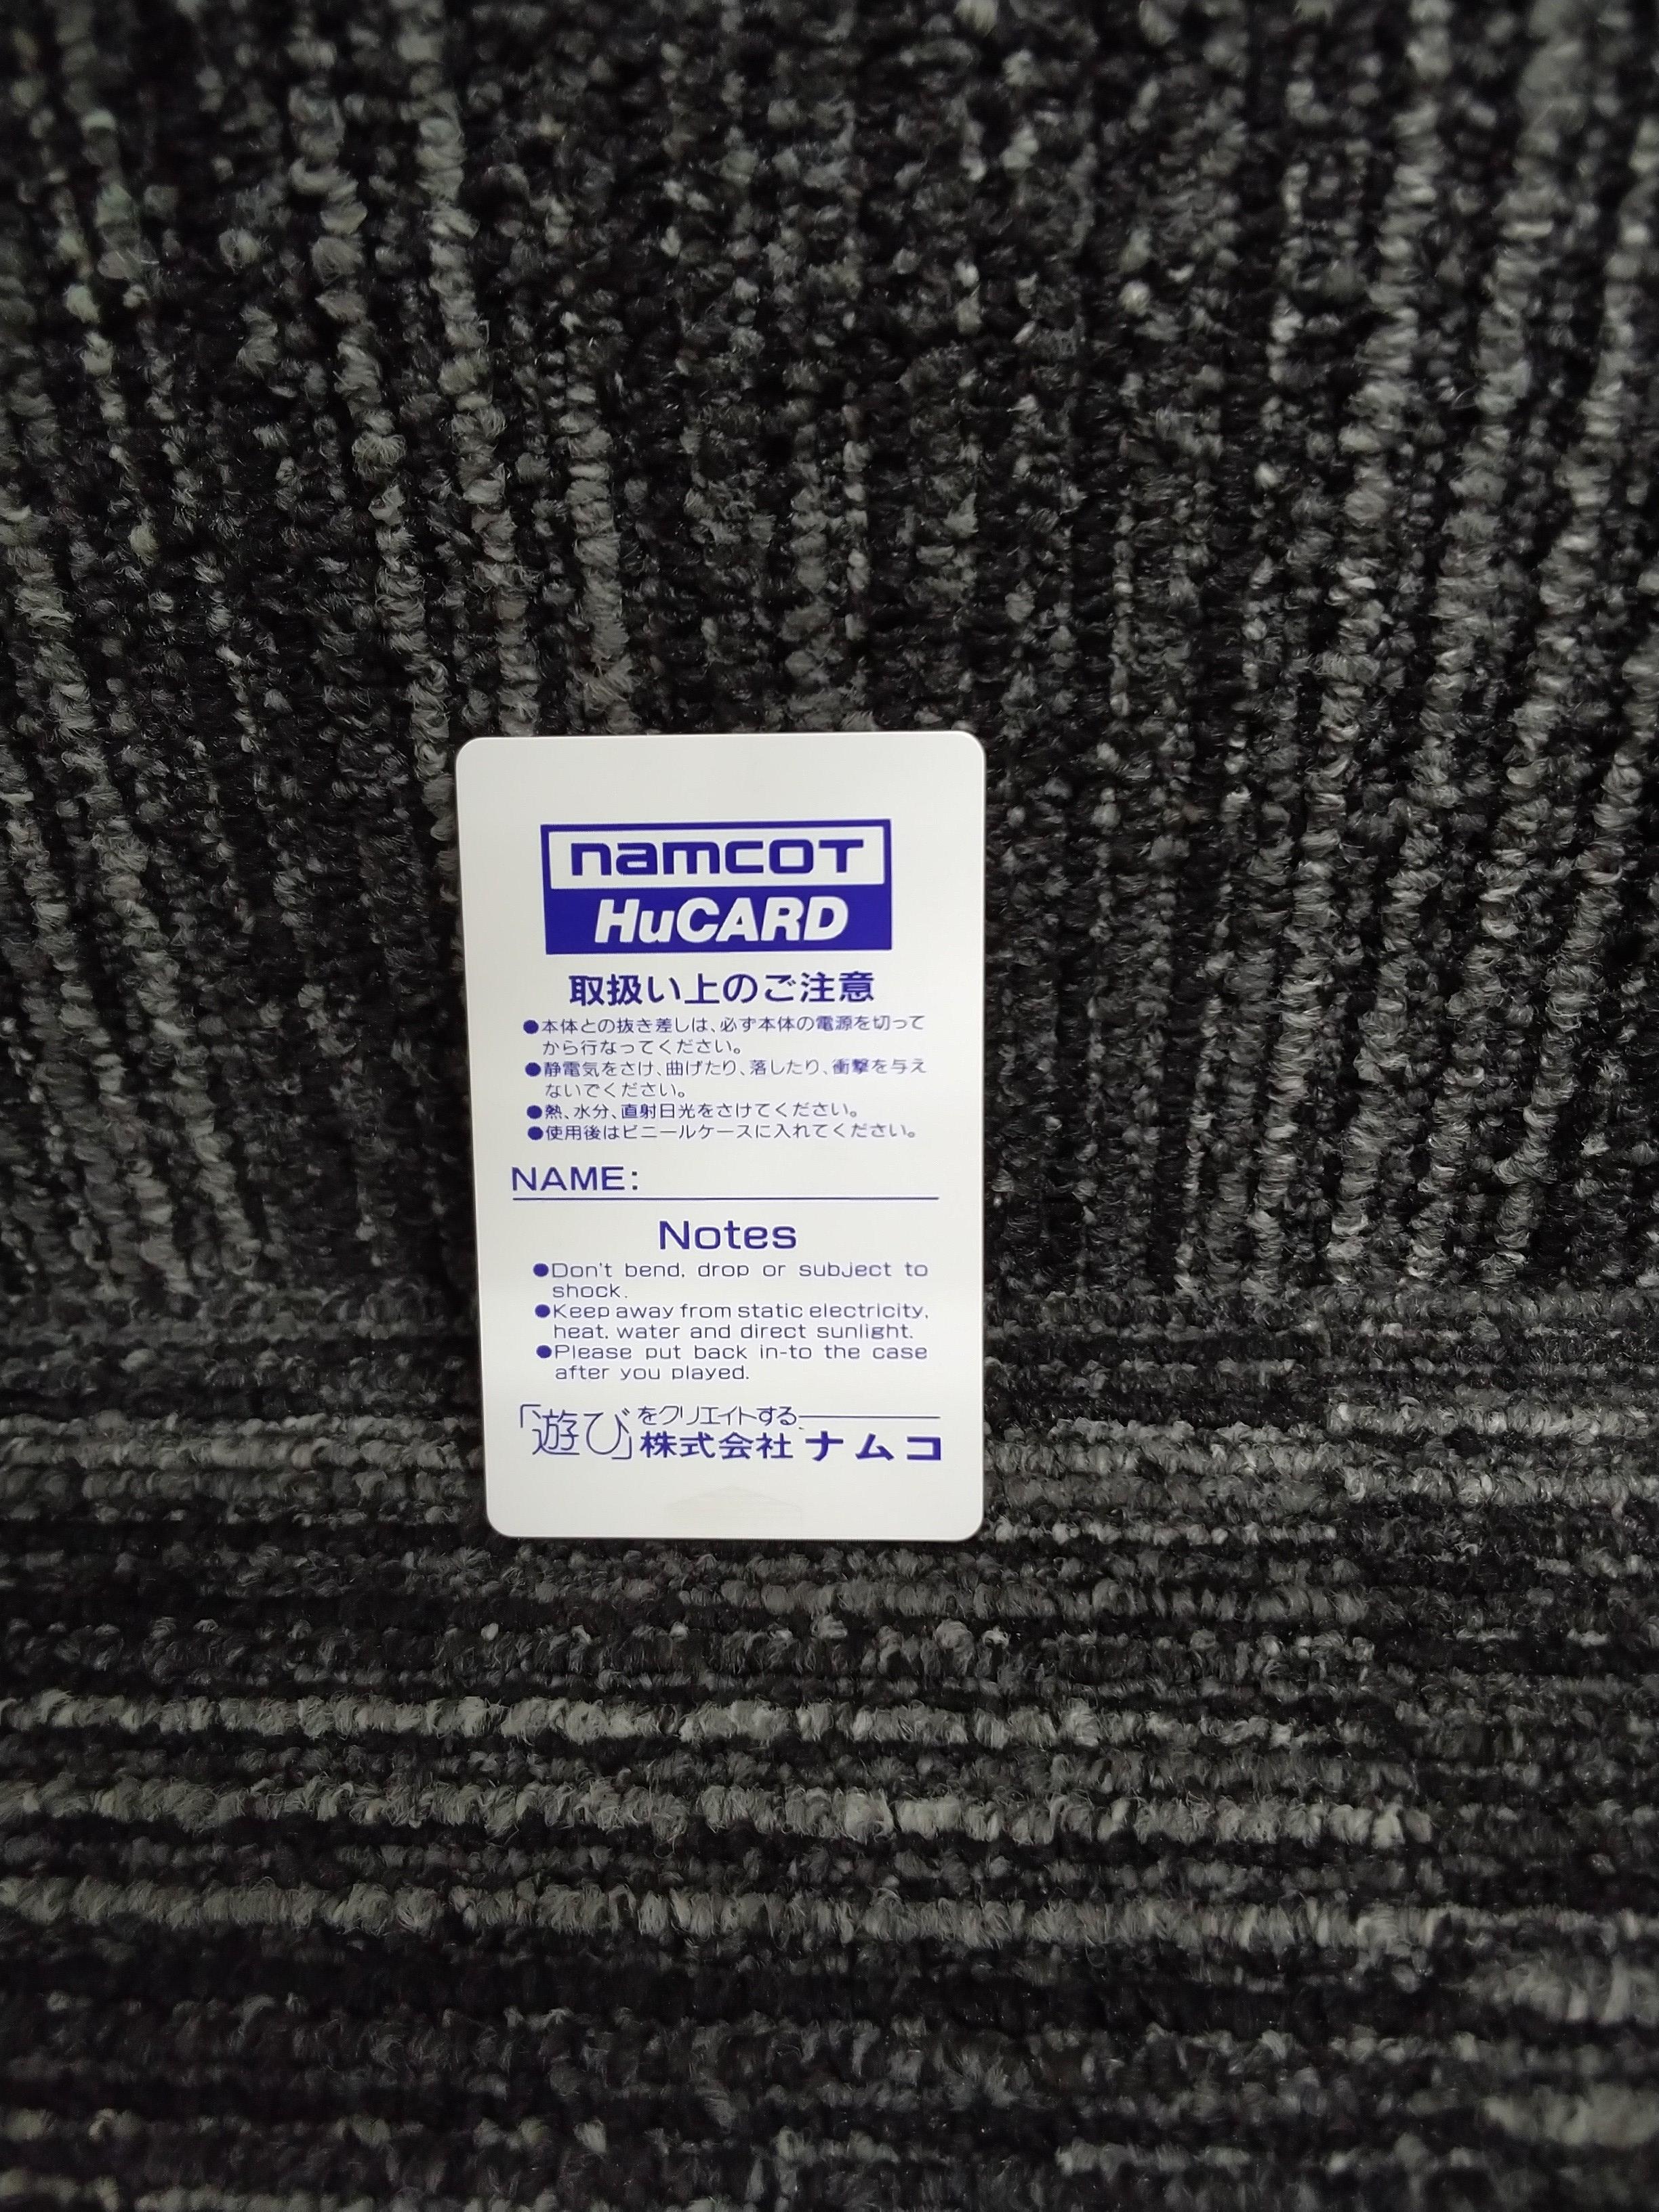 namcoT
HuCARD
取扱い上のご注意
●本体との抜き差しは、必ず本体の電源を切って
から行なってください。
●静電気をさけ、曲げたり、落したり、衝撃を与え
ないでください。
●熱、水分、直射日光をさけてください。
●使用後はビニールケースに入れてください。
NAME:
Notes
●Don't bend, drop or subject to
shock.
●Keep away from static electricity,
heat, water and direct sunlight.
●Please put back in-to the case
after you played.
「遊び」をクリエイトする
株式会社ナムコ